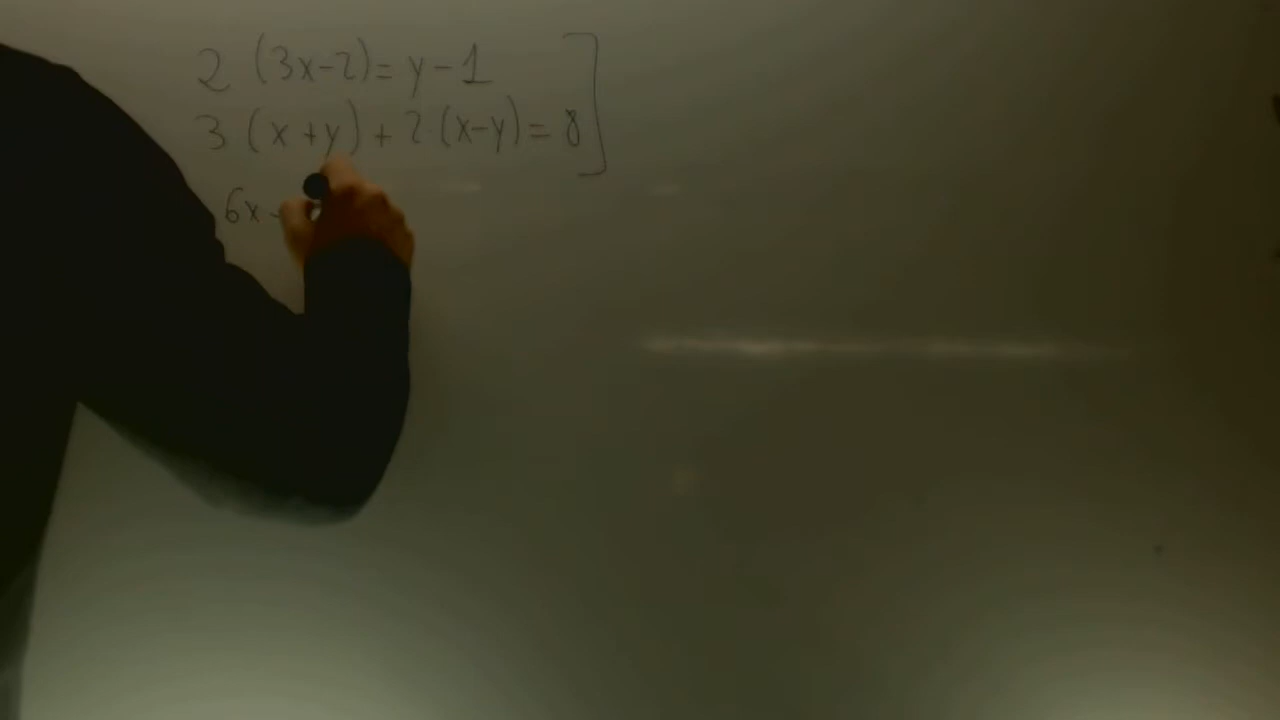 2 (3x-2)= y-1
3 (x+y)+2·(x-y)= 8
6x -